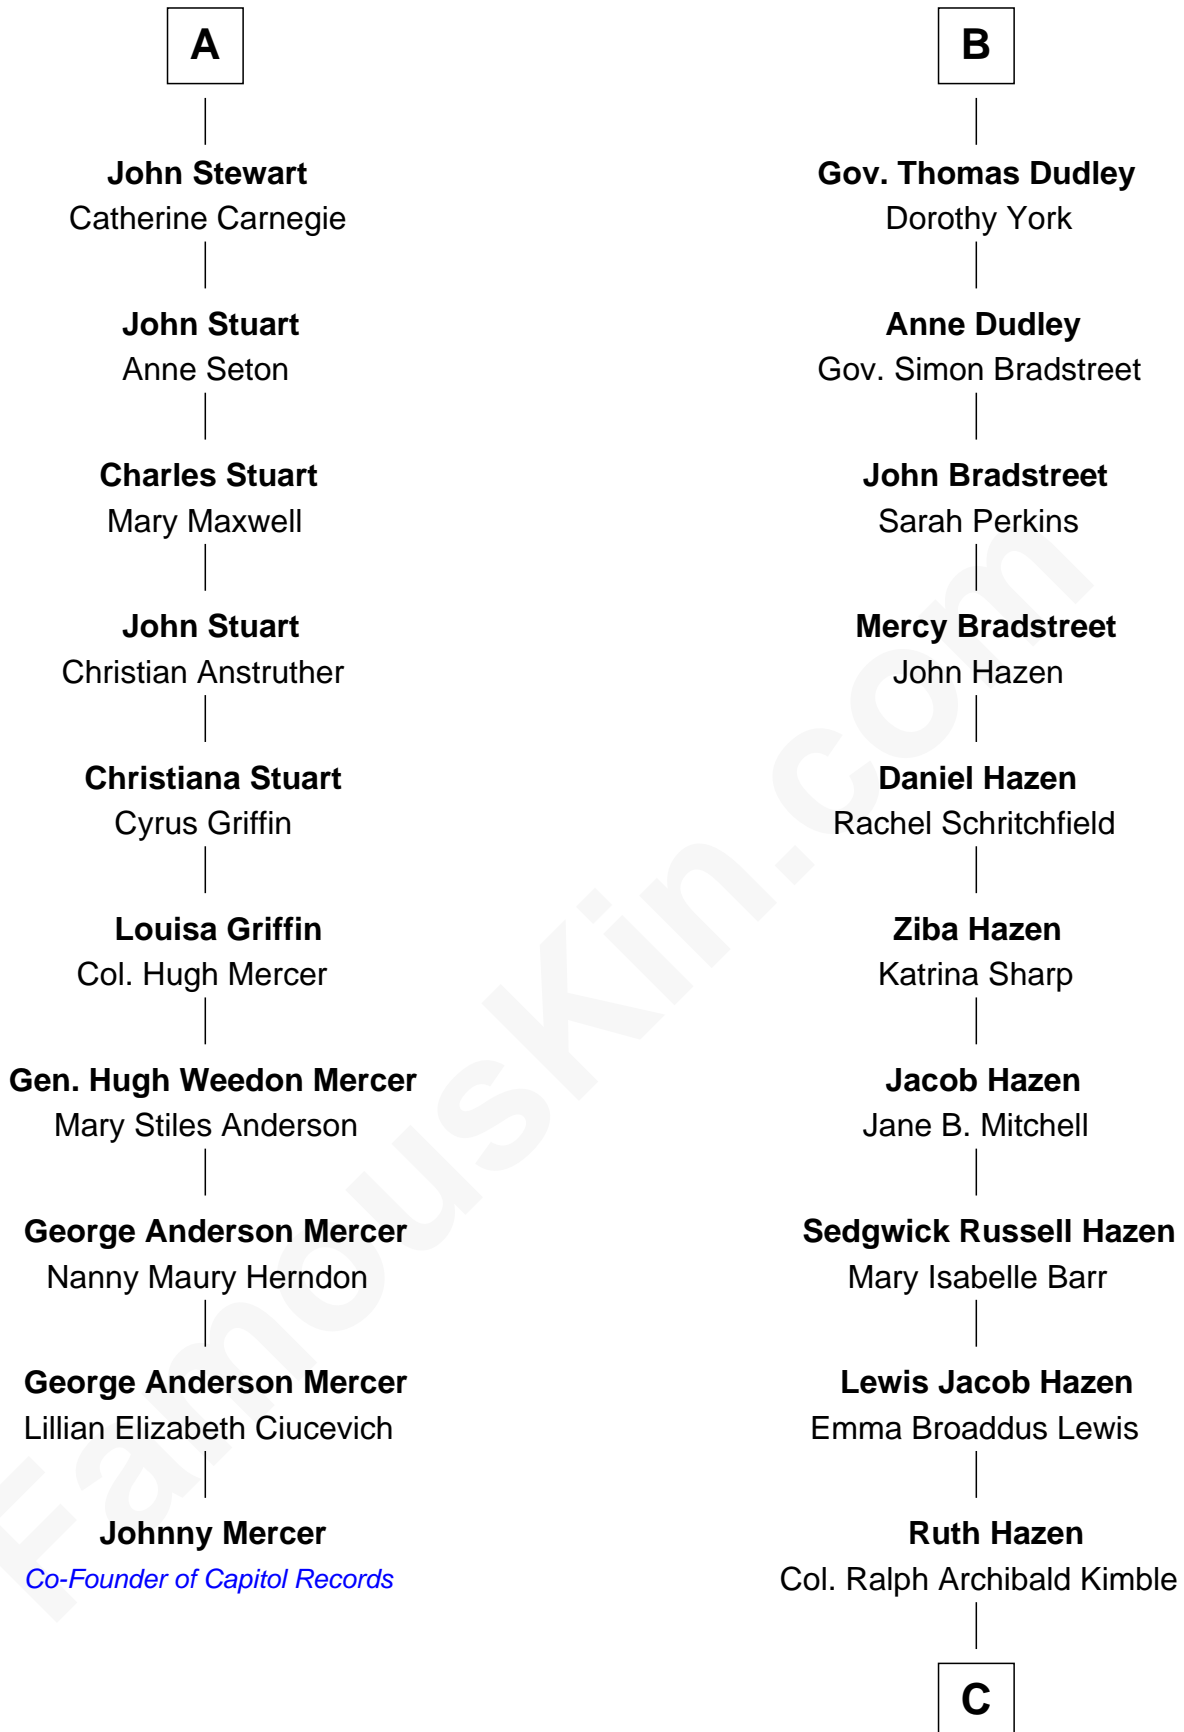 A
John Stewart
Catherine Carnegie
John Stuart
Anne Seton
Charles Stuart
Mary Maxwell
John Stuart
Christian Anstruther
Christiana Stuart
Cyrus Griffin
Louisa Griffin
Col. Hugh Mercer
Gen. Hugh Weedon Mercer
Mary Stiles Anderson
George Anderson Mercer
Nanny Maury Herndon
George Anderson Mercer
Lillian Elizabeth Ciucevich
Johnny Mercer
Co-Founder of Capitol Records
B
Gov. Thomas Dudley
Dorothy York
Anne Dudley
Gov. Simon Bradstreet
John Bradstreet
Sarah Perkins
Mercy Bradstreet
John Hazen
Daniel Hazen
Rachel Schritchfield
Ziba Hazen
Katrina Sharp
Jacob Hazen
Jane B. Mitchell
Sedgwick Russell Hazen
Mary Isabelle Barr
Lewis Jacob Hazen
Emma Broaddus Lewis
Ruth Hazen
Col. Ralph Archibald Kimble
C
FamousKin.com